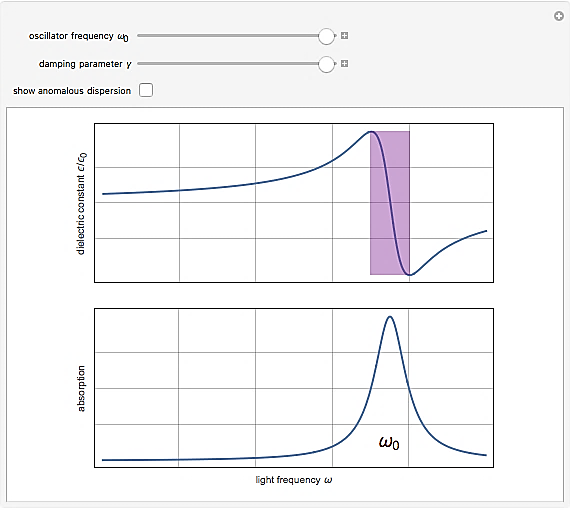 oscillator frequency ω0
damping parameter γ
show anomalous dispersion
dielectric constant ϵ/ϵ0
absorption
ω0
light frequency ω